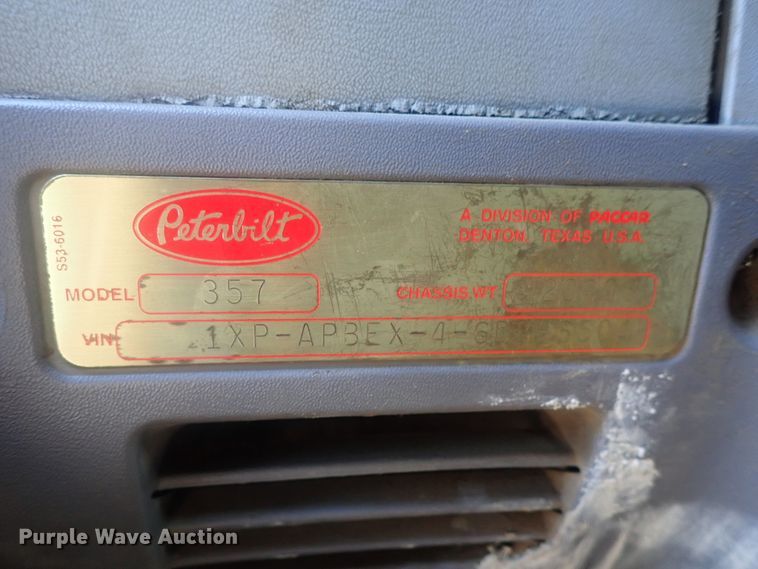 S53-6016
Peterbilt
A DIVISION OF PACCAR
DENTON, TEXAS U.S.A.
MODEL 357
CHASSIS WT
VIN 1XP-APBEX-4-
Purple Wave Auction